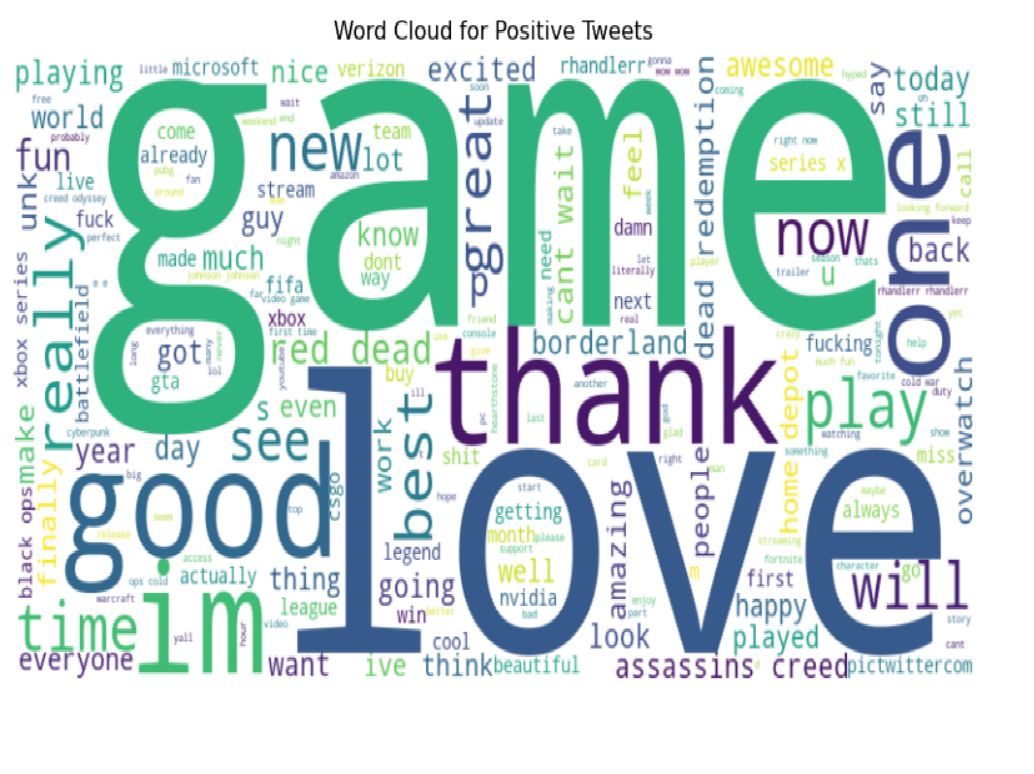 Word Cloud for Positive Tweets
playing
little
microsoft
nice
verizon
excited
rhandlerr
gonna
wow wow
awesome
hyped
say
today
still
free
world
probably
fun
come
already
pubg
fan
around
live
creed odyssey
wait
weekend
end
new
lot
team
amazon
stream
soon
great
update
game
take
cant wait
feel
dead redemption
coming
right now
series x
one
call
looking forward
keep
unk
fuck
perfect
really
guy
much
made
night
johnson johnson
know
dont
way
fifa
far
video game
xbox
first time
p
need
making
damn
week
let
literally
next
real
player
now
u
season
thats
trailer
back
rhandlerr rhandlerr
yet
xbox series
battlefield
e e
everything
long
got
many
lol
never
gta
youtube
red dead
buy
use
friend
console
give
borderland
another
crazy
fucking
tonight
help
much fun
favorite
cold war
duty
overwatch
make
cyberpunk
year
day
s
even
see
ill
best
work
thank
pc
hearthstone
last
god
glad
home depot
play
watching
show
something
miss
black ops
finally
big
good
seen
release
top
csgo
love
shit
hope
card
right
people
man
start
getting
month
please
support
well
nvidia
bad
amazing
enjoy
part
m
streaming
fortnite
first
character
maybe
always
go
will
story
access
ops cold
actually
warcraft
thing
league
legend
going
win
better
time
im
yall
hour
video
cool
look
happy
played
cant
everyone
want
ive
think
beautiful
assassins creed
d
pictwittercom